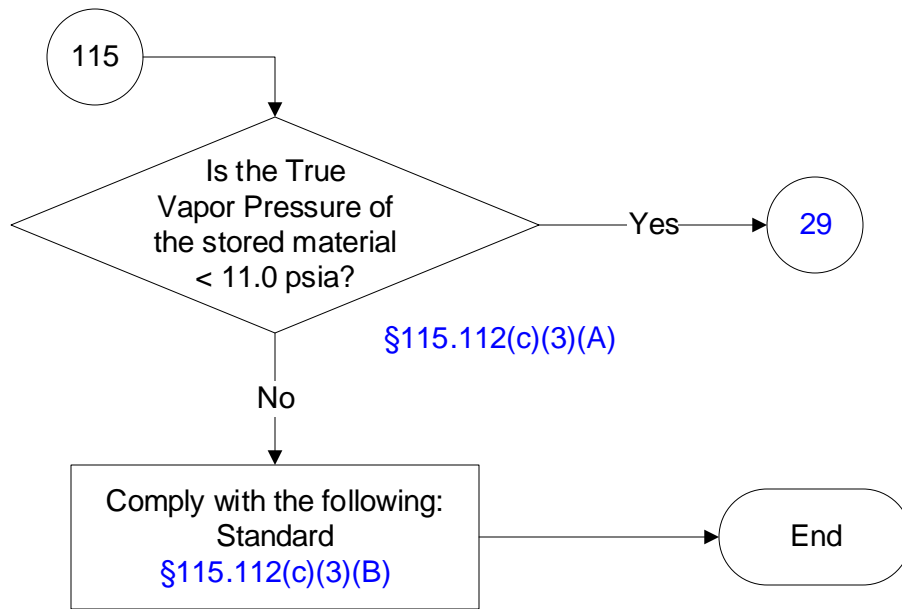 115
Is the True
Vapor Pressure of
the stored material
< 11.0 psia?
Yes
29
§115.112(c)(3)(A)
No
Comply with the following:
Standard
§115.112(c)(3)(B)
End